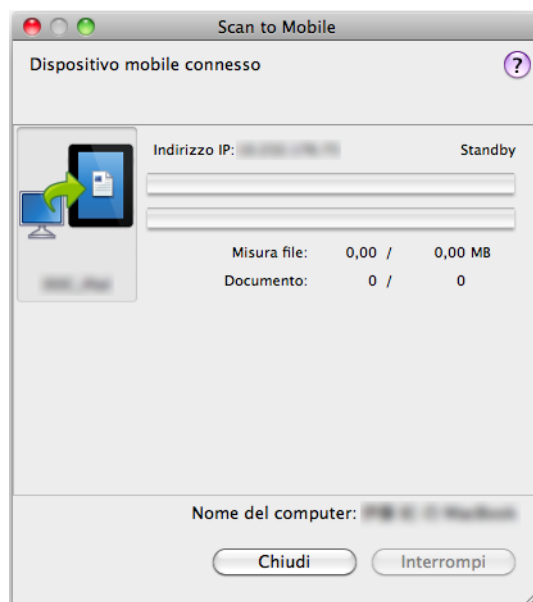 Scan to Mobile
Dispositivo mobile connesso
?
Indirizzo IP:
Standby
Misura file: 0,00 / 0,00 MB
Documento: 0 / 0
Nome del computer:
Chiudi
Interrompi